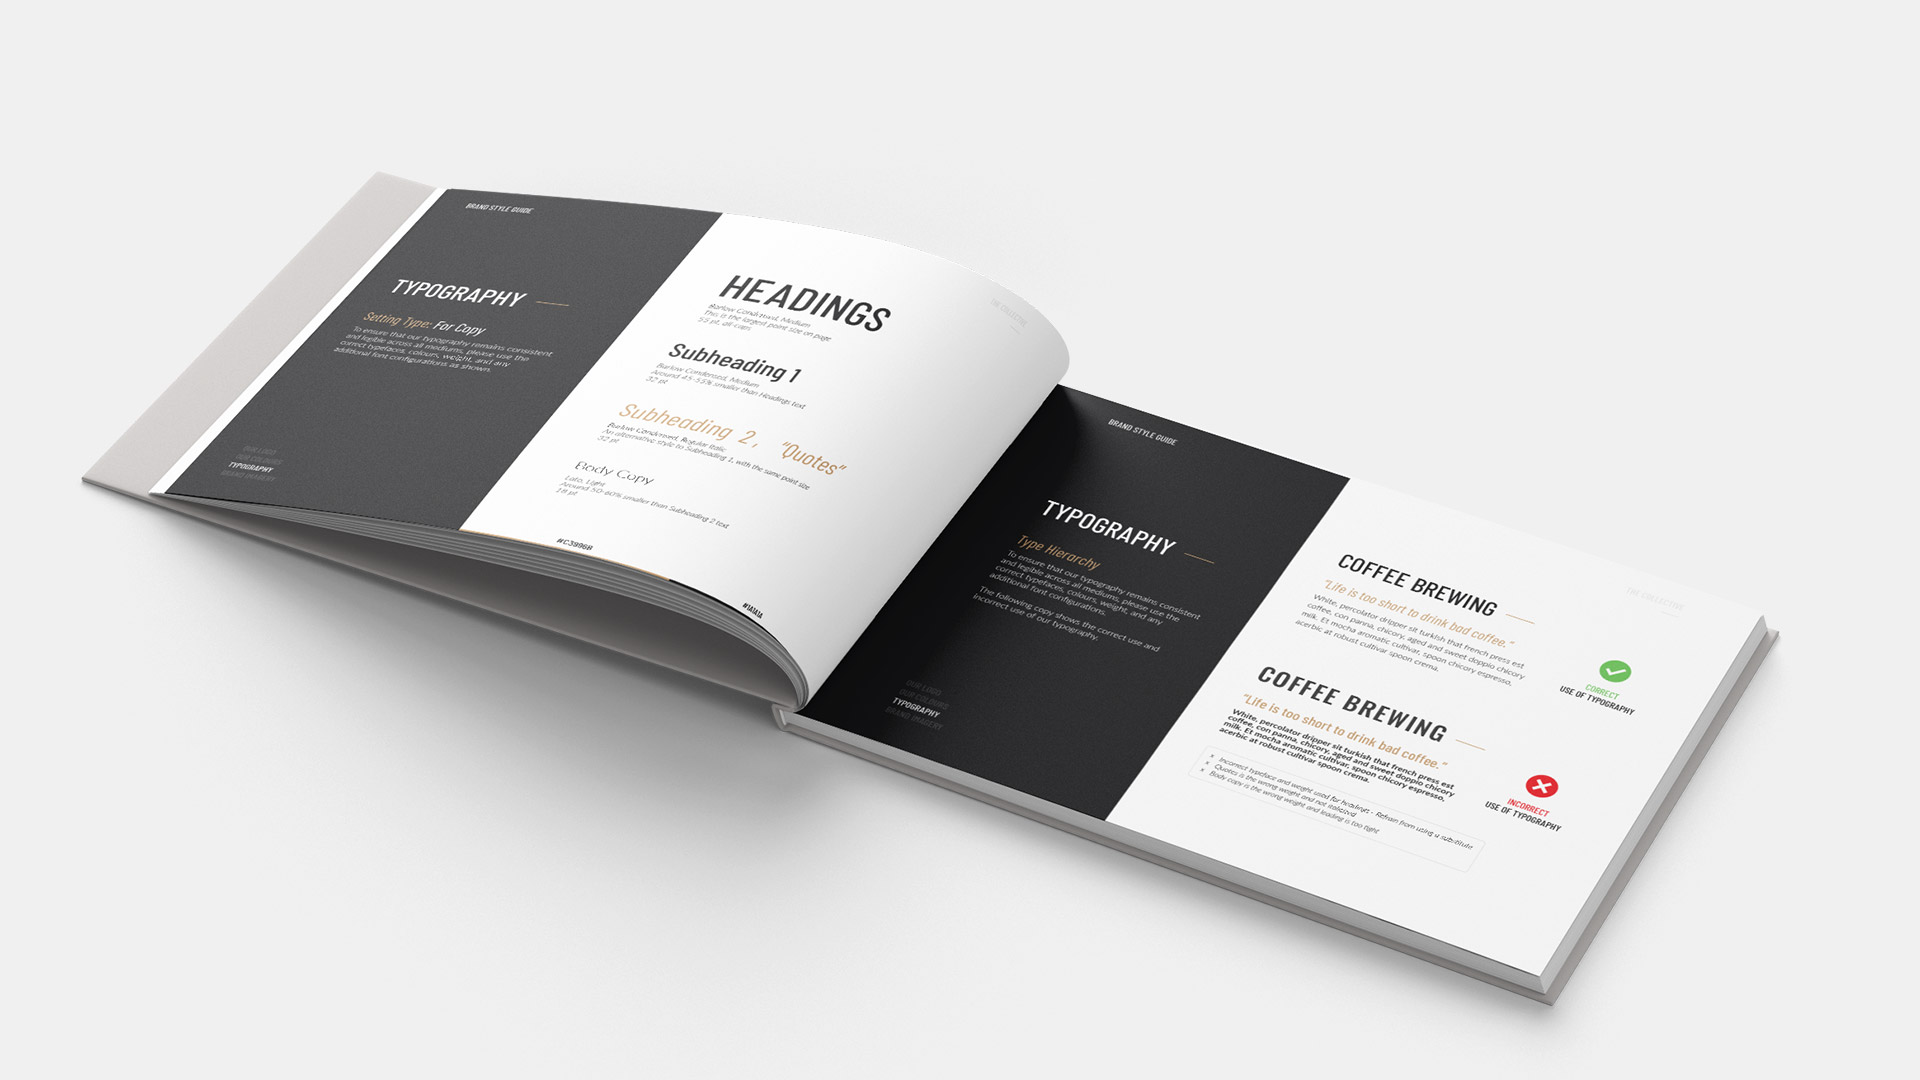 BRAND STYLE GUIDE
TYPOGRAPHY
Setting Type: For Copy
To ensure that our typography remains consistent
and legible across all mediums, please use the
correct typefaces, colours, weight, and any
additional font configurations as shown.
OUR LOGO
OUR COLOURS
TYPOGRAPHY
BRAND IMAGERY
THE COLLECTIVE
HEADINGS
Barlow Condensed, Medium
This is the largest point size on page
55 pt, all caps
Subheading 1
Barlow Condensed, Medium
Around 45-55% smaller than Headings text
32 pt
Subheading 2, "Quotes"
Barlow Condensed, Regular Italic
An alternative style to Subheading 1, with the same point size
32 pt
Body Copy
Lato, Light
Around 50-60% smaller than Subheading 2 text
18 pt
#C3996B
#1A1A1A
BRAND STYLE GUIDE
TYPOGRAPHY
Type Hierarchy
To ensure that our typography remains consistent
and legible across all mediums, please use the
correct typefaces, colours, weight, and any
additional font configurations.
The following copy shows the correct use and
incorrect use of our typography.
OUR LOGO
OUR COLOURS
TYPOGRAPHY
BRAND IMAGERY
THE COLLECTIVE
COFFEE BREWING
"Life is too short to drink bad coffee."
White, percolator dripper sit turkish that french press est
coffee, con panna, chicory, aged and sweet doppio chicory
milk. Et mocha aromatic cultivar, spoon chicory espresso,
acerbic at robust cultivar spoon crema.
CORRECT
USE OF TYPOGRAPHY
COFFEE BREWING
"Life is too short to drink bad coffee."
White, percolator dripper sit turkish that french press est
coffee, con panna, chicory, aged and sweet doppio chicory
milk. Et mocha aromatic cultivar, spoon chicory espresso,
acerbic at robust cultivar spoon crema.
x Incorrect typeface and weight used for headings - Refrain from using a substitute
x Quotes is the wrong weight and not italicized
x Body copy is the wrong weight and leading is too tight
INCORRECT
USE OF TYPOGRAPHY